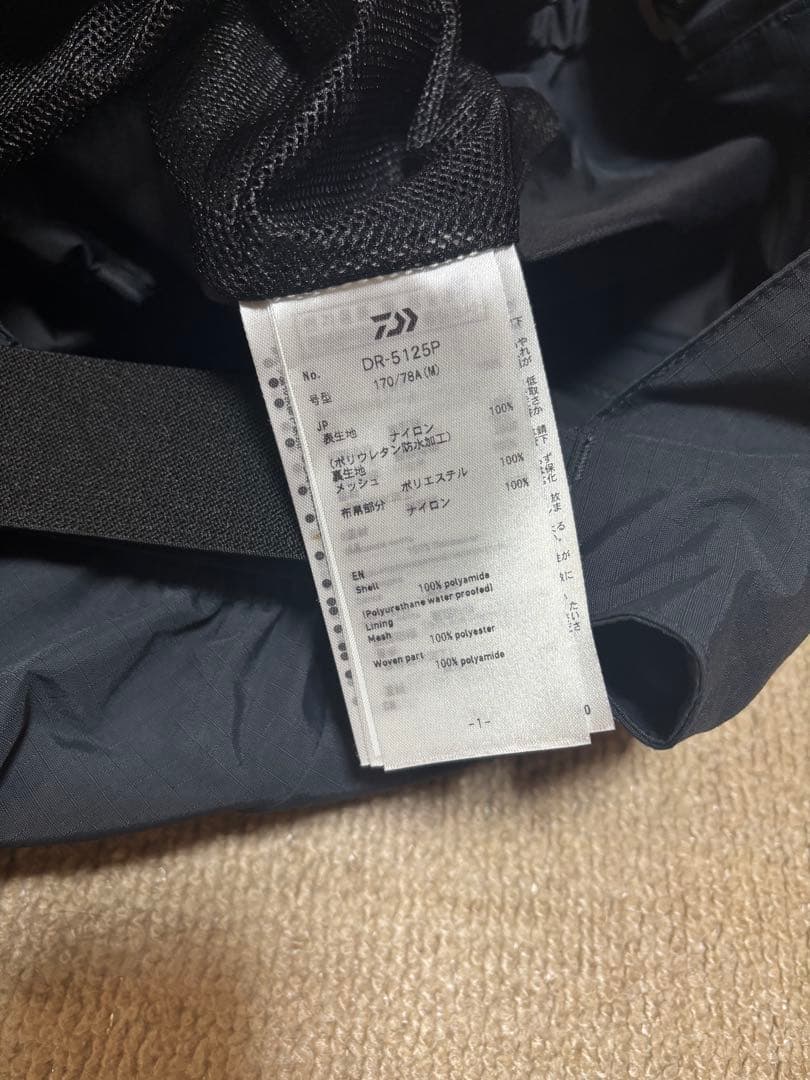 No. DR-5125P
号型 170/78A(M)
JP
表生地 ナイロン 100%
(ポリウレタン防水加工)
裏生地
メッシュ ポリエステル 100%
布帛部分 ナイロン 100%
EN
Shell 100% polyamide
(Polyurethane water proofed)
Lining
Mesh 100% polyester
Woven part 100% polyamide
-1-
0